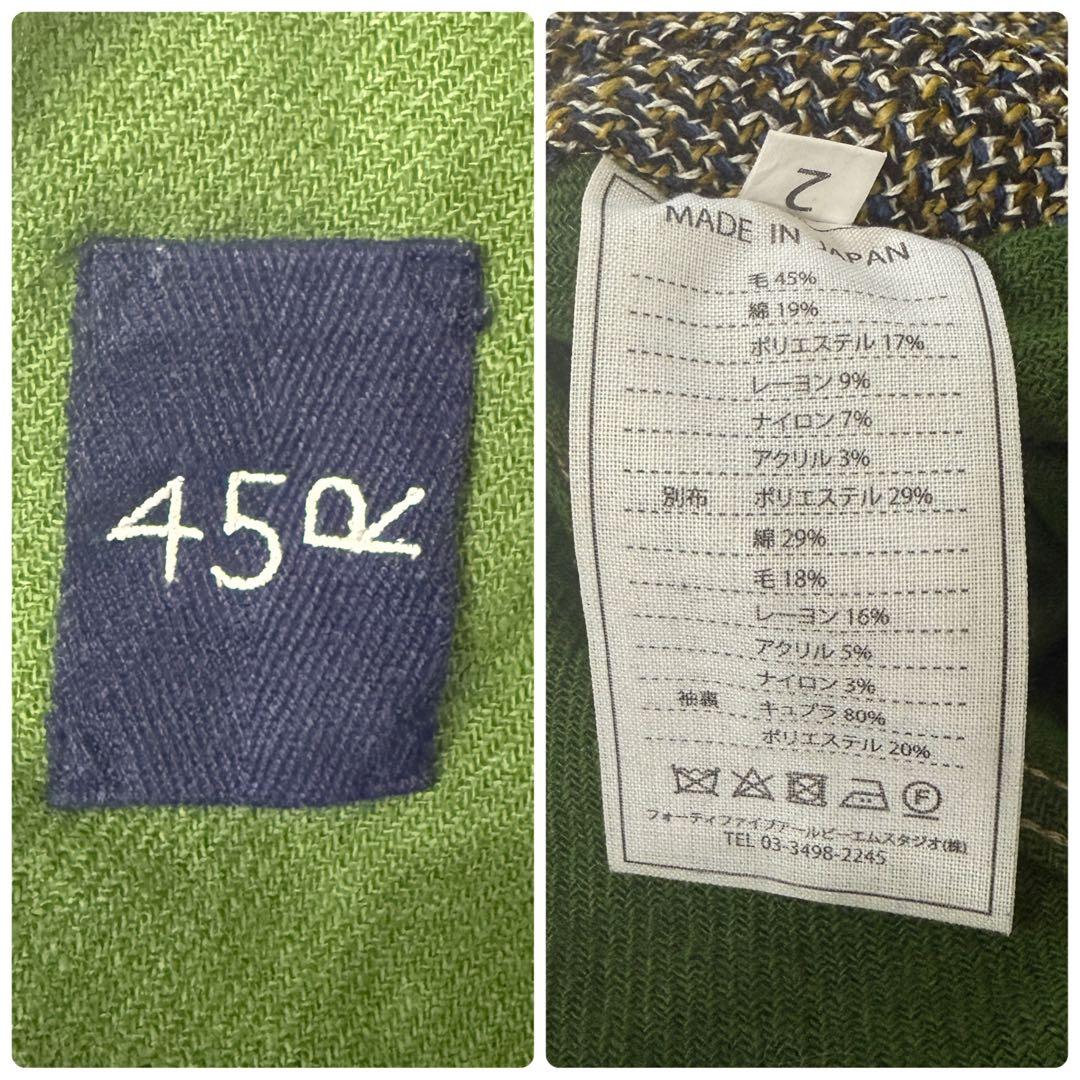 45R
2
MADE IN JAPAN
毛 45%
綿 19%
ポリエステル 17%
レーヨン 9%
ナイロン 7%
アクリル 3%
別布 ポリエステル 29%
綿 29%
毛 18%
レーヨン 16%
アクリル 5%
ナイロン 3%
袖裏 キュプラ 80%
ポリエステル 20%
F
フォーティファイブアールピーエムスタジオ(株)
TEL 03-3498-2245